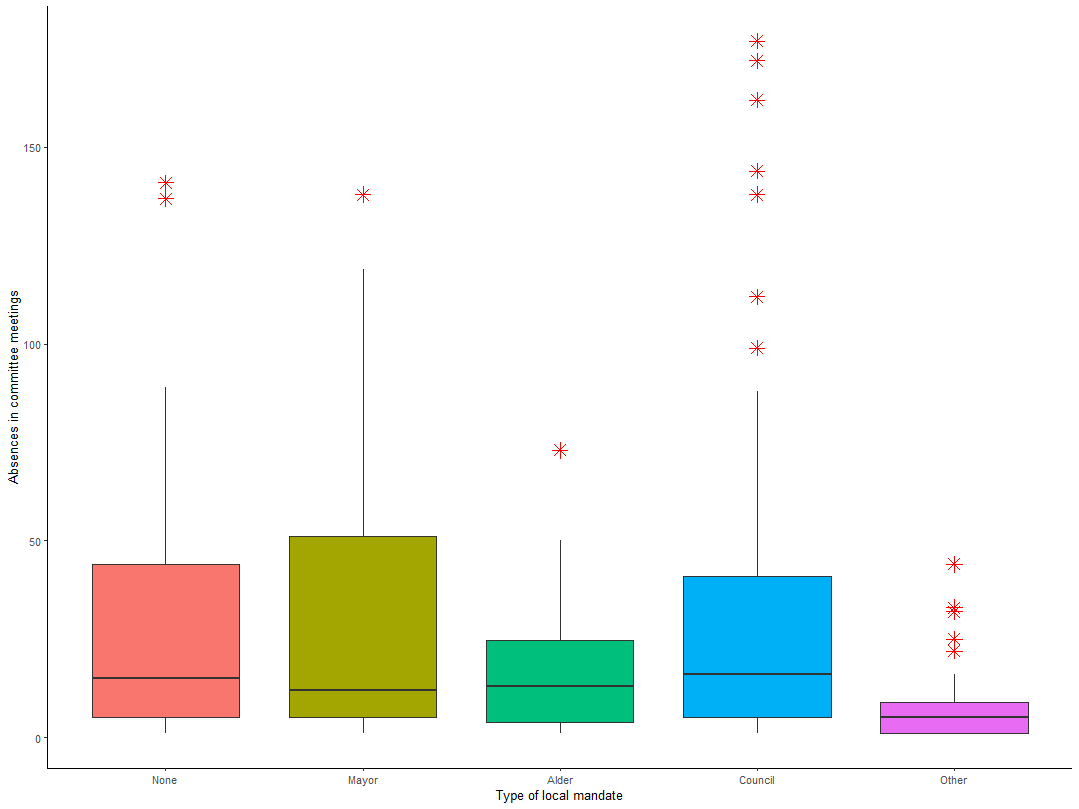 Absences in committee meetings
150
100
50
0
None Mayor Alder Council Other
Type of local mandate